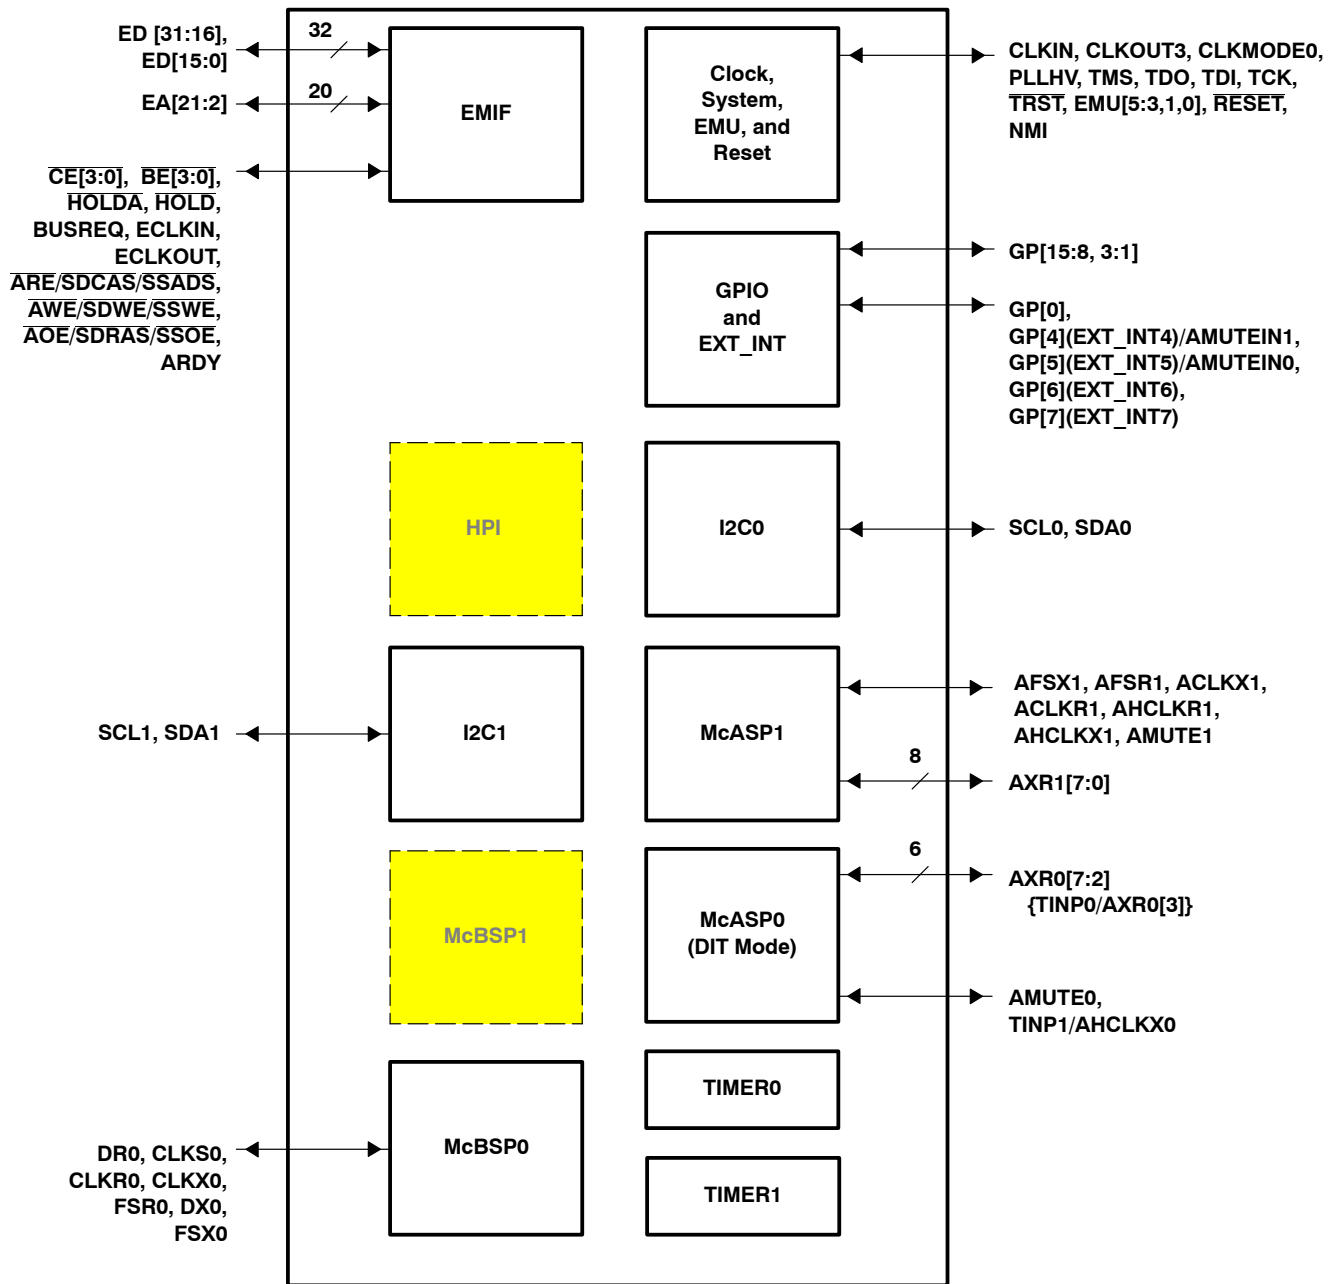 ED [31:16],
ED[15:0]
32
EA[21:2]
20
EMIF
CE[3:0], BE[3:0],
HOLDA, HOLD,
BUSREQ, ECLKIN,
ECLKOUT,
ARE/SDCAS/SSADS,
AWE/SDWE/SSWE,
AOE/SDRAS/SSOE,
ARDY
Clock,
System,
EMU, and
Reset
CLKIN, CLKOUT3, CLKMODE0,
PLLHV, TMS, TDO, TDI, TCK,
TRST, EMU[5:3,1,0], RESET,
NMI
GPIO
and
EXT_INT
GP[15:8, 3:1]
GP[0],
GP[4](EXT_INT4)/AMUTEIN1,
GP[5](EXT_INT5)/AMUTEIN0,
GP[6](EXT_INT6),
GP[7](EXT_INT7)
HPI
I2C0
SCL0, SDA0
SCL1, SDA1
I2C1
McASP1
AFSX1, AFSR1, ACLKX1,
ACLKR1, AHCLKR1,
AHCLKX1, AMUTE1
8
AXR1[7:0]
McBSP1
McASP0
(DIT Mode)
6
AXR0[7:2]
{TINP0/AXR0[3]}
AMUTE0,
TINP1/AHCLKX0
DR0, CLKS0,
CLKR0, CLKX0,
FSR0, DX0,
FSX0
McBSP0
TIMER0
TIMER1